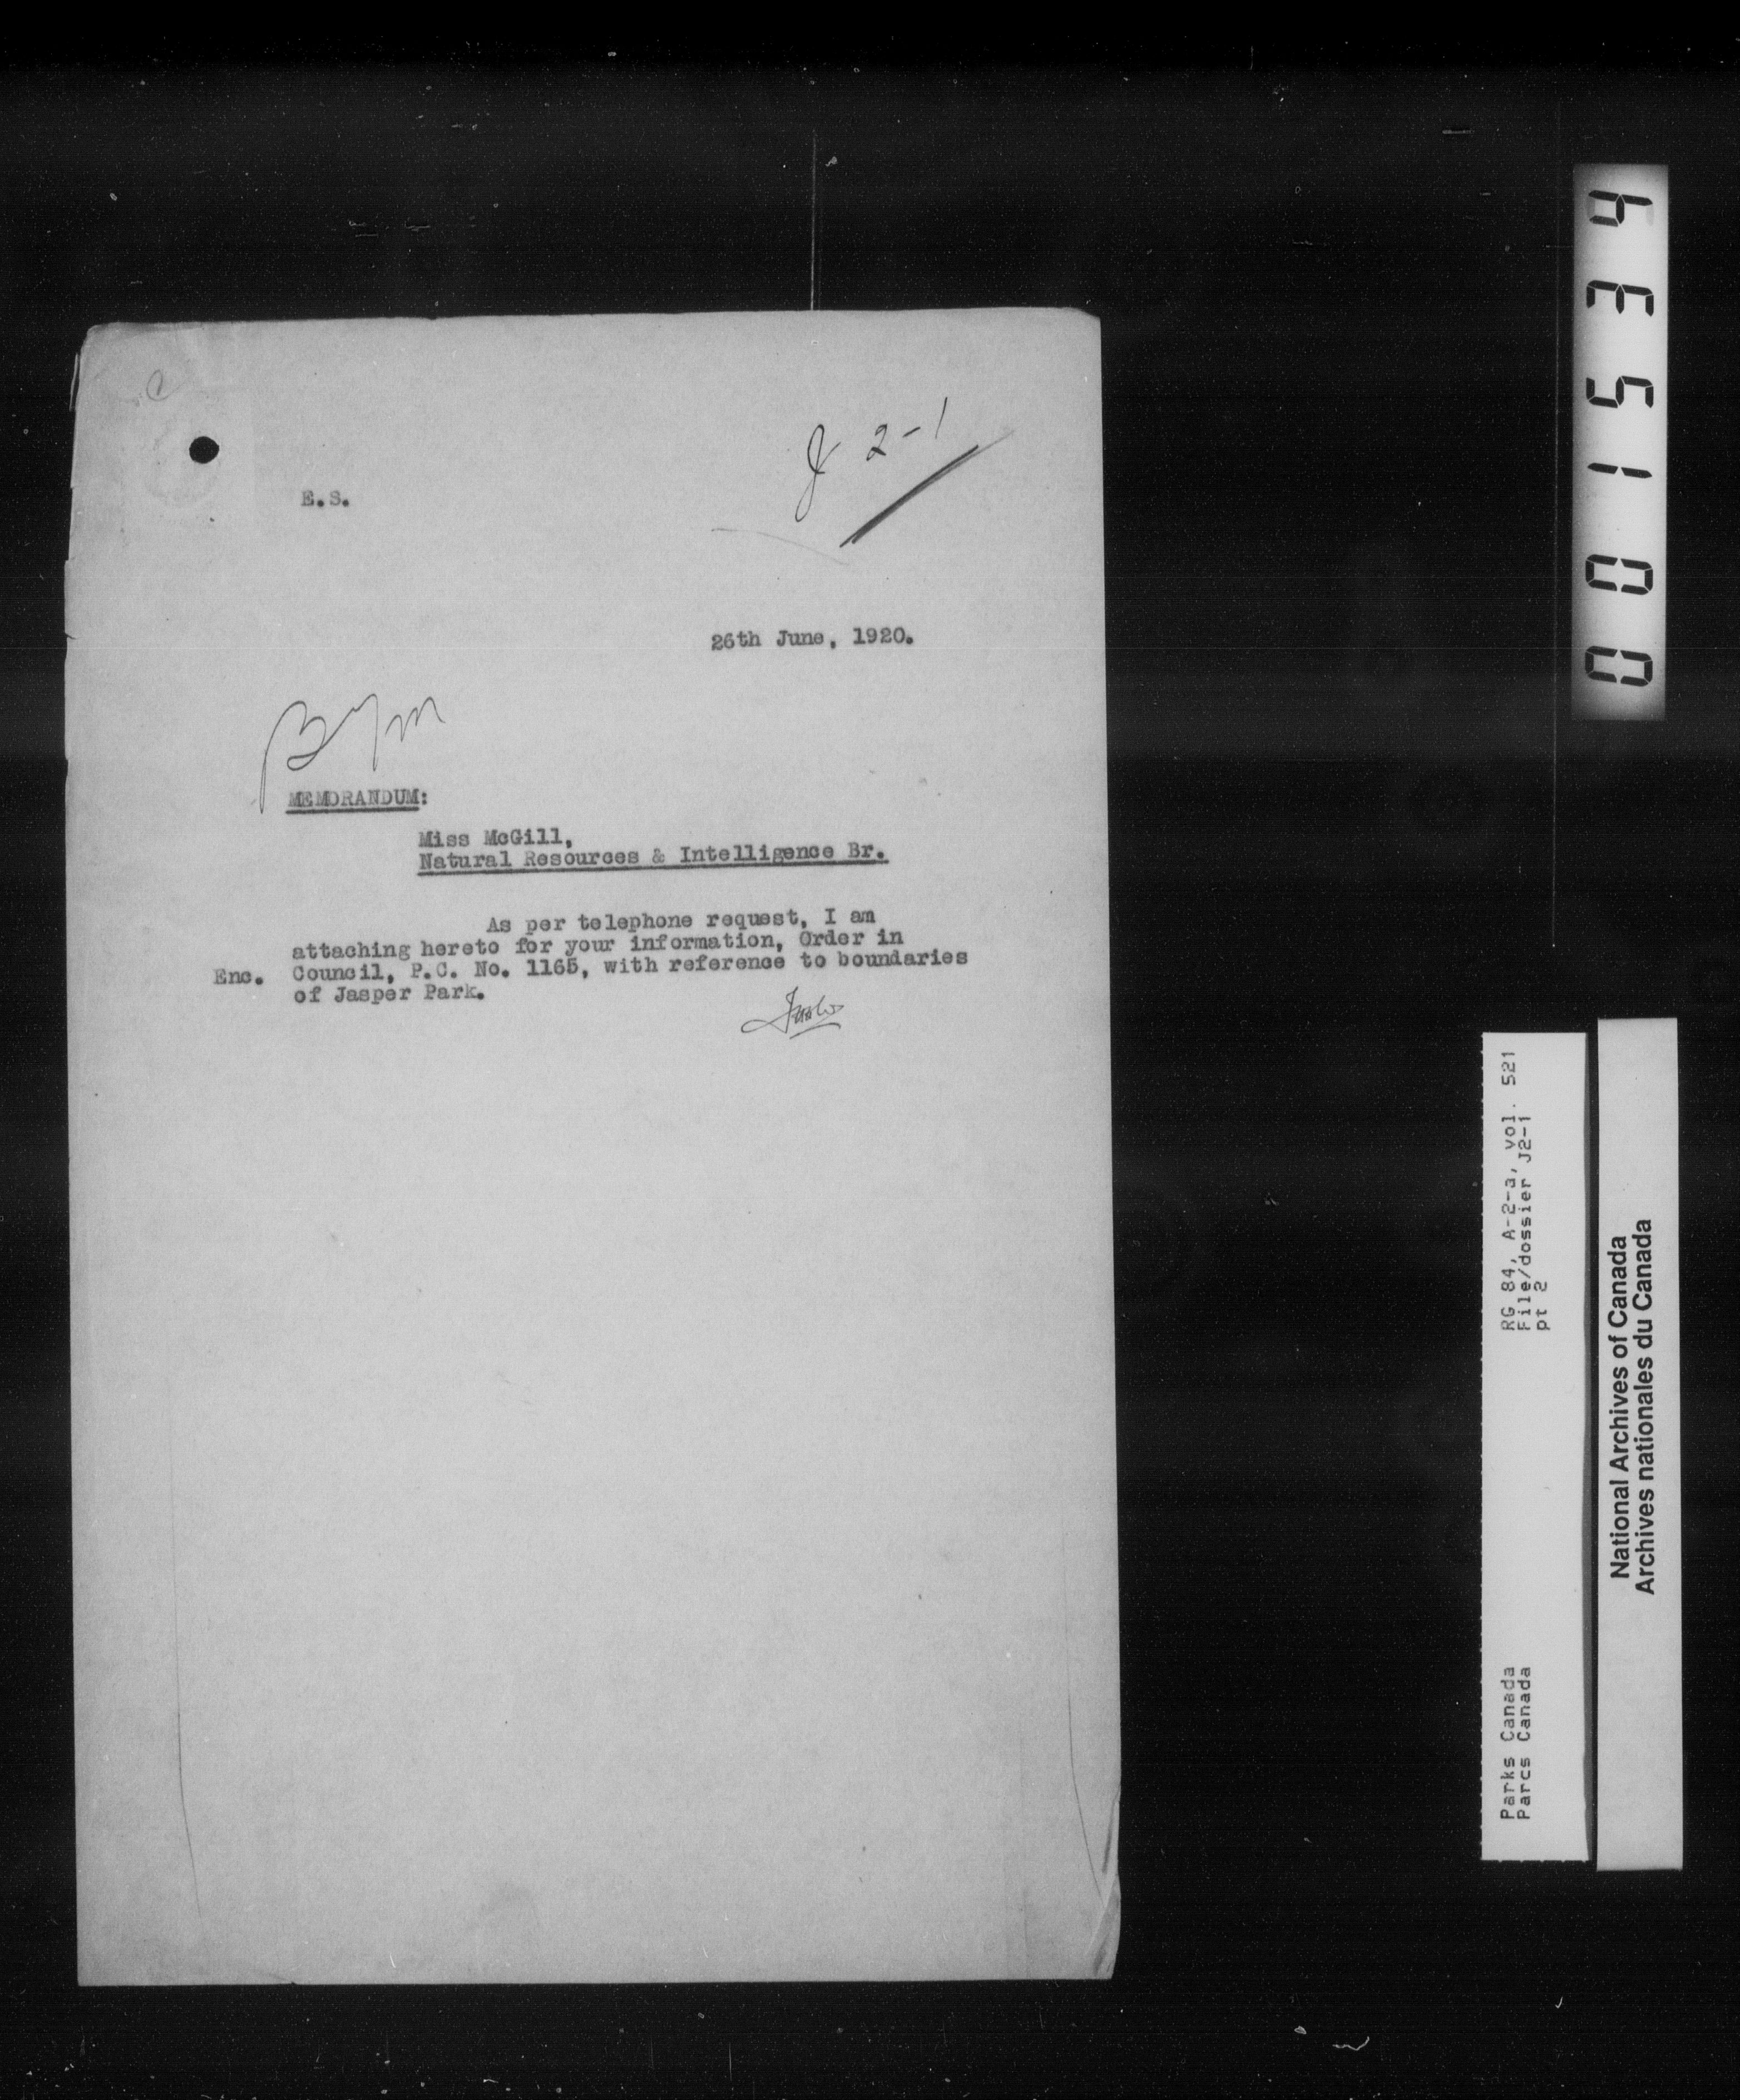 J 2-1
E.S.
26th June, 1920.
MEMORANDUM:
Miss McGill,
Natural Resources & Intelligence Br.
As per telephone request, I am
attaching hereto for your information, Order in
Enc. Council, P.C. No. 1165, with reference to boundaries
of Jasper Park.
001534
RG 84, A-2-a, vol. 521
File/dossier J2-1
pt 2
Parks Canada
Parcs Canada
National Archives of Canada
Archives nationales du Canada